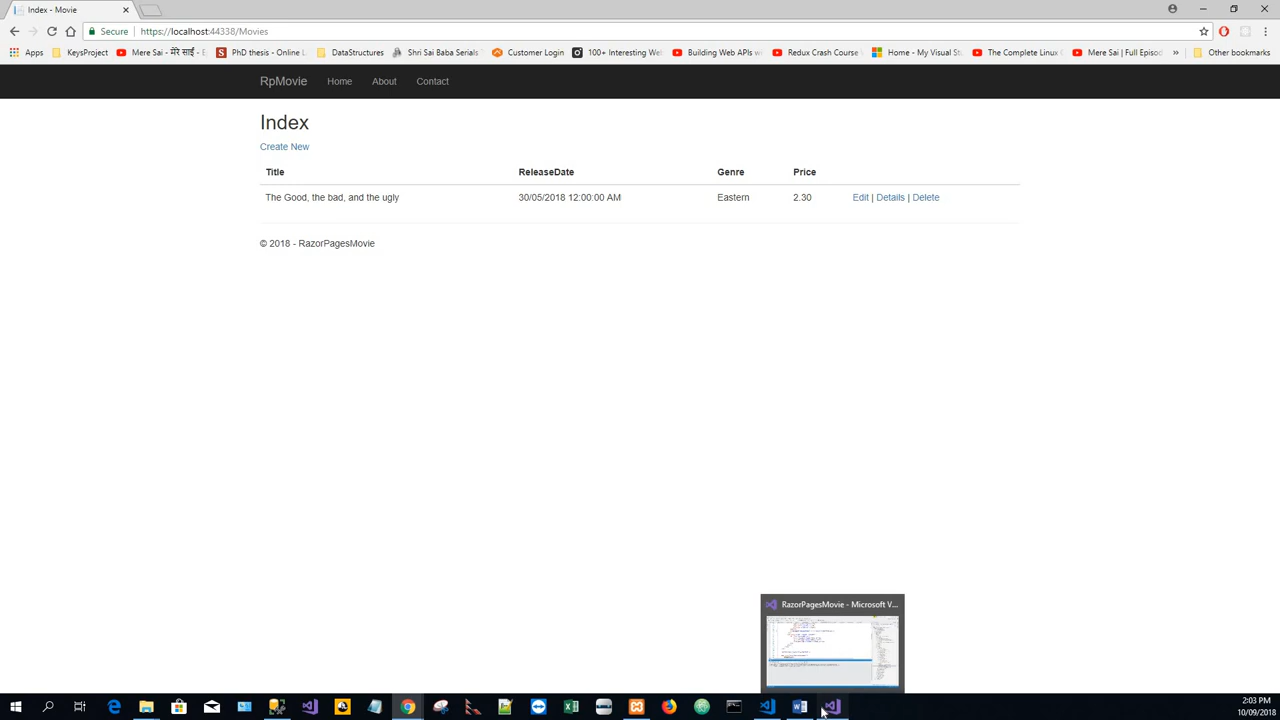 Index - Movie
Secure https://localhost:44338/Movies
Apps KeysProject Mere Sai - मेरे साईं - E PhD thesis - Online L DataStructures Shri Sai Baba Serials Customer Login 100+ Interesting Web Building Web APIs w Redux Crash Course Home - My Visual Stu The Complete Linux C Mere Sai | Full Episod » Other bookmarks
RpMovie Home About Contact
Index
Create New
Title ReleaseDate Genre Price
The Good, the bad, and the ugly 30/05/2018 12:00:00 AM Eastern 2.30 Edit | Details | Delete
© 2018 - RazorPagesMovie
RazorPagesMovie - Microsoft V...
2:03 PM
10/09/2018